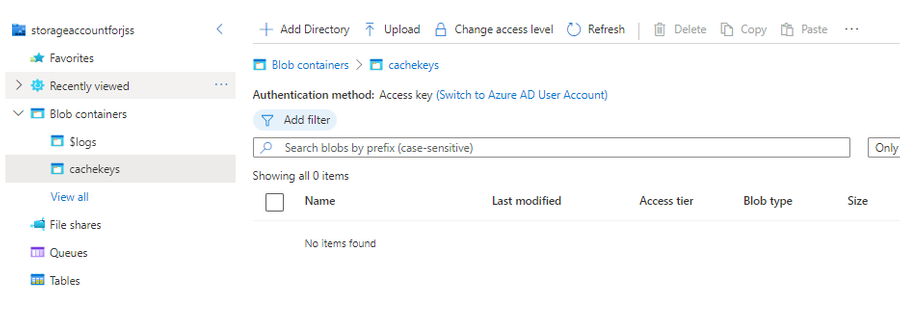 storageaccountforjss
Favorites
Recently viewed
Blob containers
$logs
cachekeys
View all
File shares
Queues
Tables
Add Directory Upload Change access level Refresh Delete Copy Paste
Blob containers > cachekeys
Authentication method: Access key (Switch to Azure AD User Account)
Add filter
Search blobs by prefix (case-sensitive) Only
Showing all 0 items
Name Last modified Access tier Blob type Size
No items found